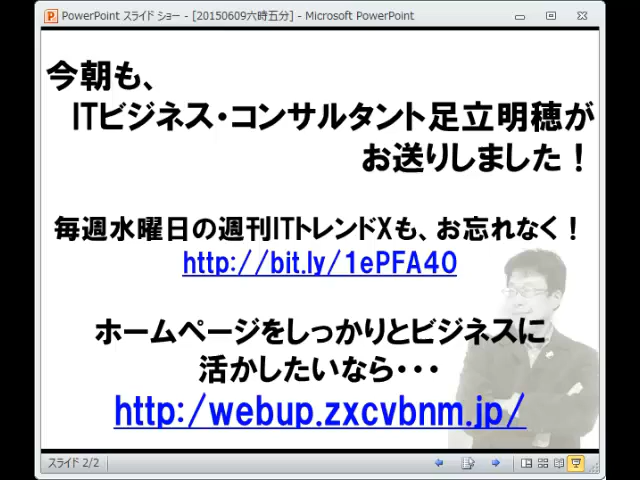 PowerPoint スライド ショー - [20150609六時五分] - Microsoft PowerPoint
今朝も、
ITビジネス・コンサルタント足立明穂が
お送りしました！
毎週水曜日の週刊ITトレンドXも、お忘れなく！
http://bit.ly/1ePFA40
ホームページをしっかりとビジネスに
活かしたいなら・・・
http:/webup.zxcvbnm.jp/
スライド 2/2